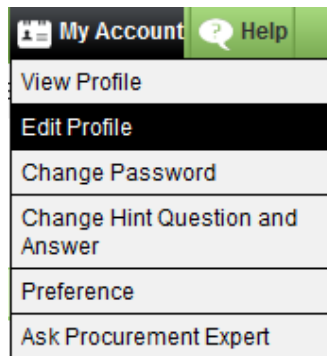 My Account Help
View Profile
Edit Profile
Change Password
Change Hint Question and
Answer
Preference
Ask Procurement Expert